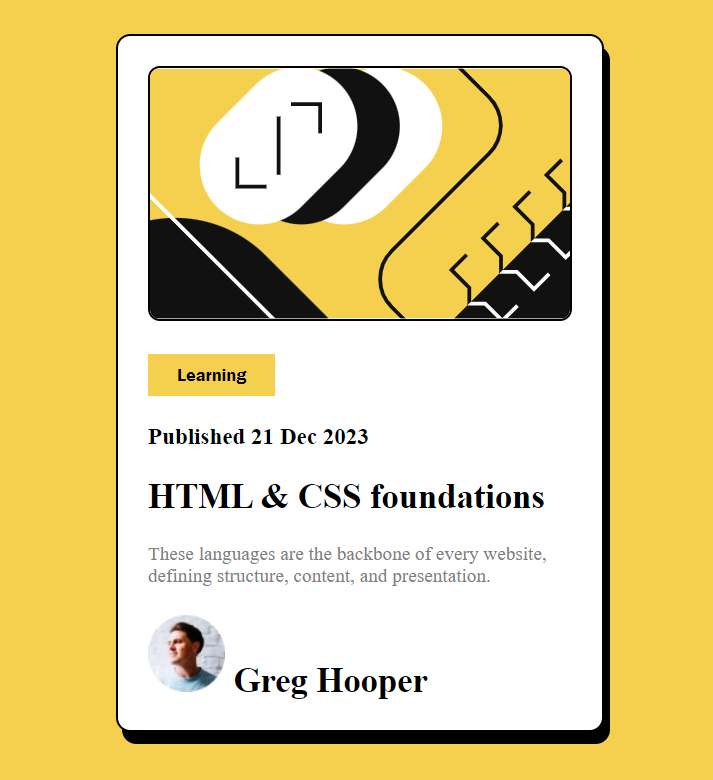 Learning
Published 21 Dec 2023
HTML & CSS foundations
These languages are the backbone of every website,
defining structure, content, and presentation.
Greg Hooper